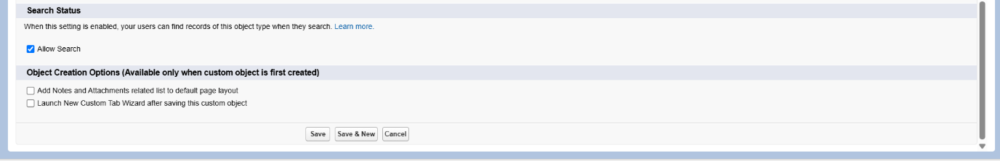 Search Status
When this setting is enabled, your users can find records of this object type when they search. Learn more.
Allow Search
Object Creation Options (Available only when custom object is first created)
Add Notes and Attachments related list to default page layout
Launch New Custom Tab Wizard after saving this custom object
Save Save & New Cancel